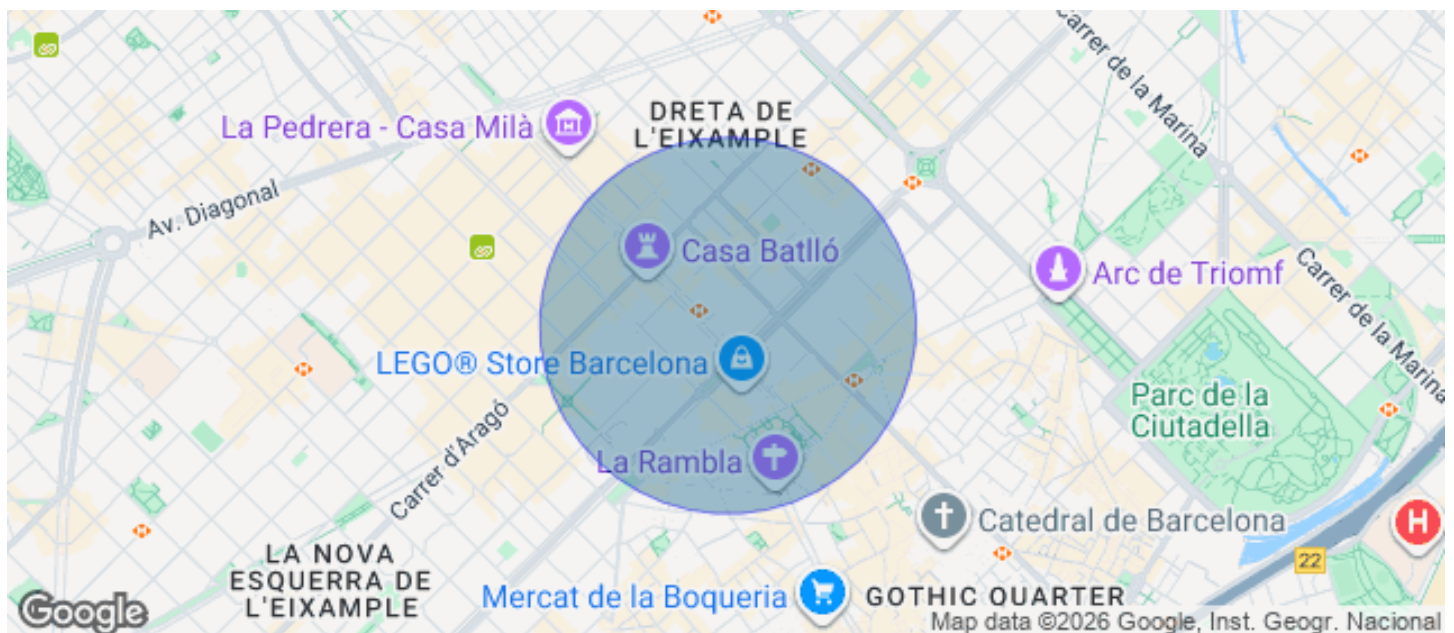 DRETA DE
L'EIXAMPLE
Carrer de la Marina
La Pedrera - Casa Milà
Av. Diagonal
Casa Batlló
Arc de Triomf
Carrer de la Marina
LEGO® Store Barcelona
Parc de la
Ciutadella
Carrer d'Aragó
La Rambla
Catedral de Barcelona
H
22
LA NOVA
ESQUERRA DE
L'EIXAMPLE
Mercat de la Boqueria
GOTHIC QUARTER
Google
Map data ©2026 Google, Inst. Geogr. Nacional